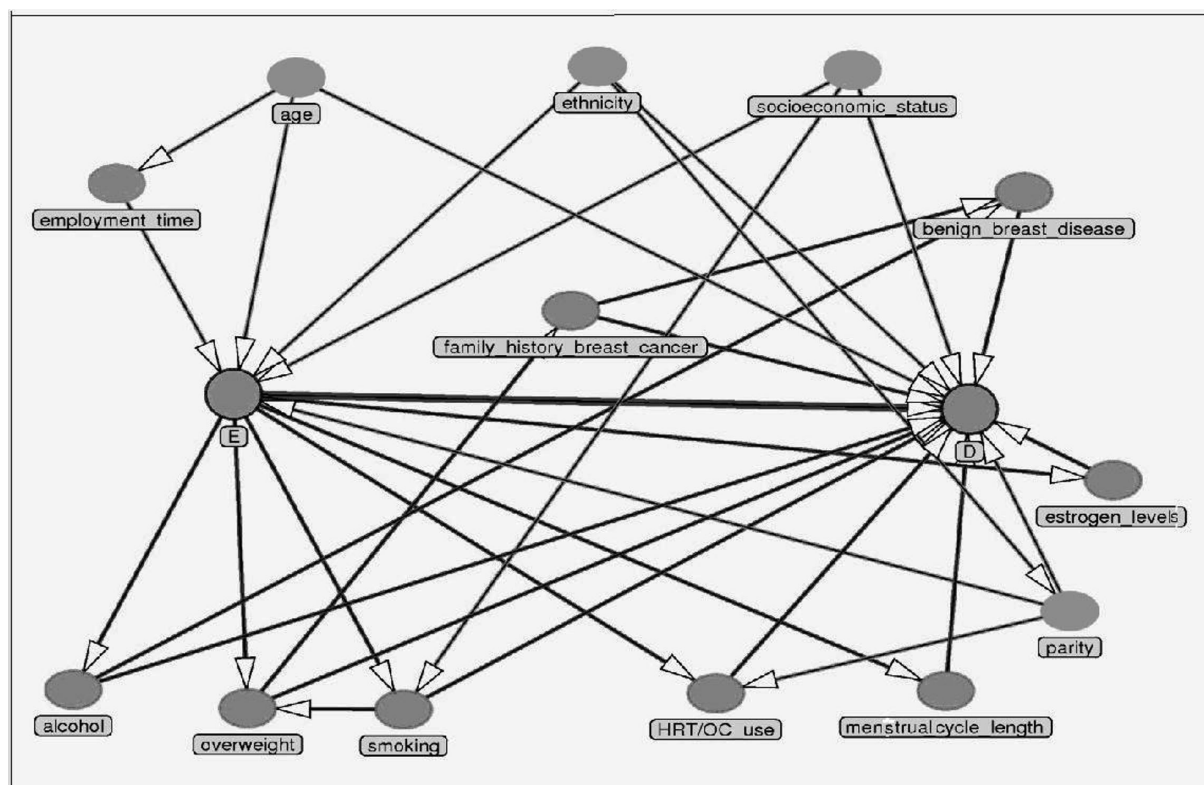 age
ethnicity
socioeconomic_status
employment_time
benign_breast_disease
family_history_breast_cancer
E
D
estrogen_levels
parity
alcohol
overweight
smoking
HRT/OC_use
menstrualcycle_length